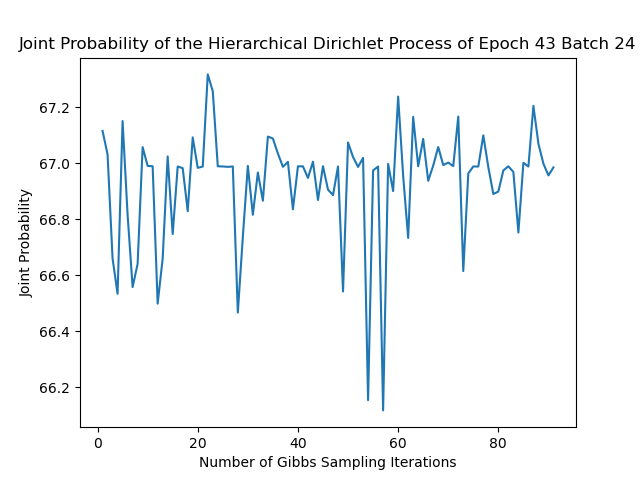 Joint Probability of the Hierarchical Dirichlet Process of Epoch 43 Batch 24
67.2
67.0
66.8
66.6
66.4
66.2
Joint Probability
0 20 40 60 80
Number of Gibbs Sampling Iterations